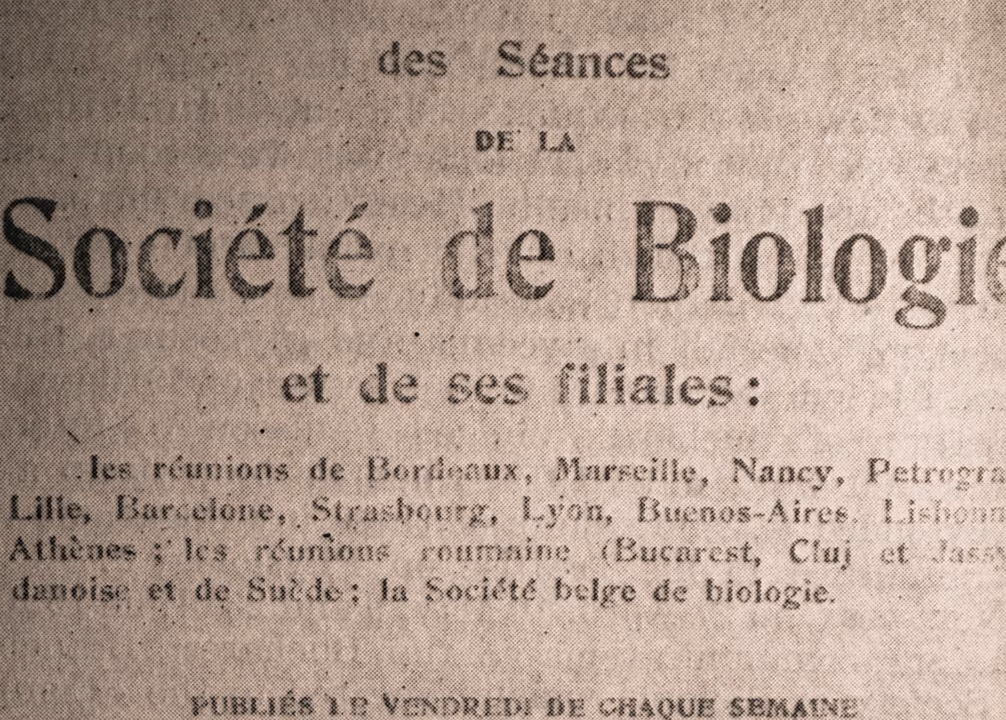 des Séances
DE LA
Société de Biologie
et de ses filiales :
les réunions de Bordeaux, Marseille, Nancy, Petrogra
Lille, Barcelone, Strasbourg, Lyon, Buenos-Aires, Lisbonn
Athènes ; les réunions roumaine (Bucarest, Cluj et Jassy
danoise et de Suède ; la Société belge de biologie.
PUBLIÉS LE VENDREDI DE CHAQUE SEMAINE